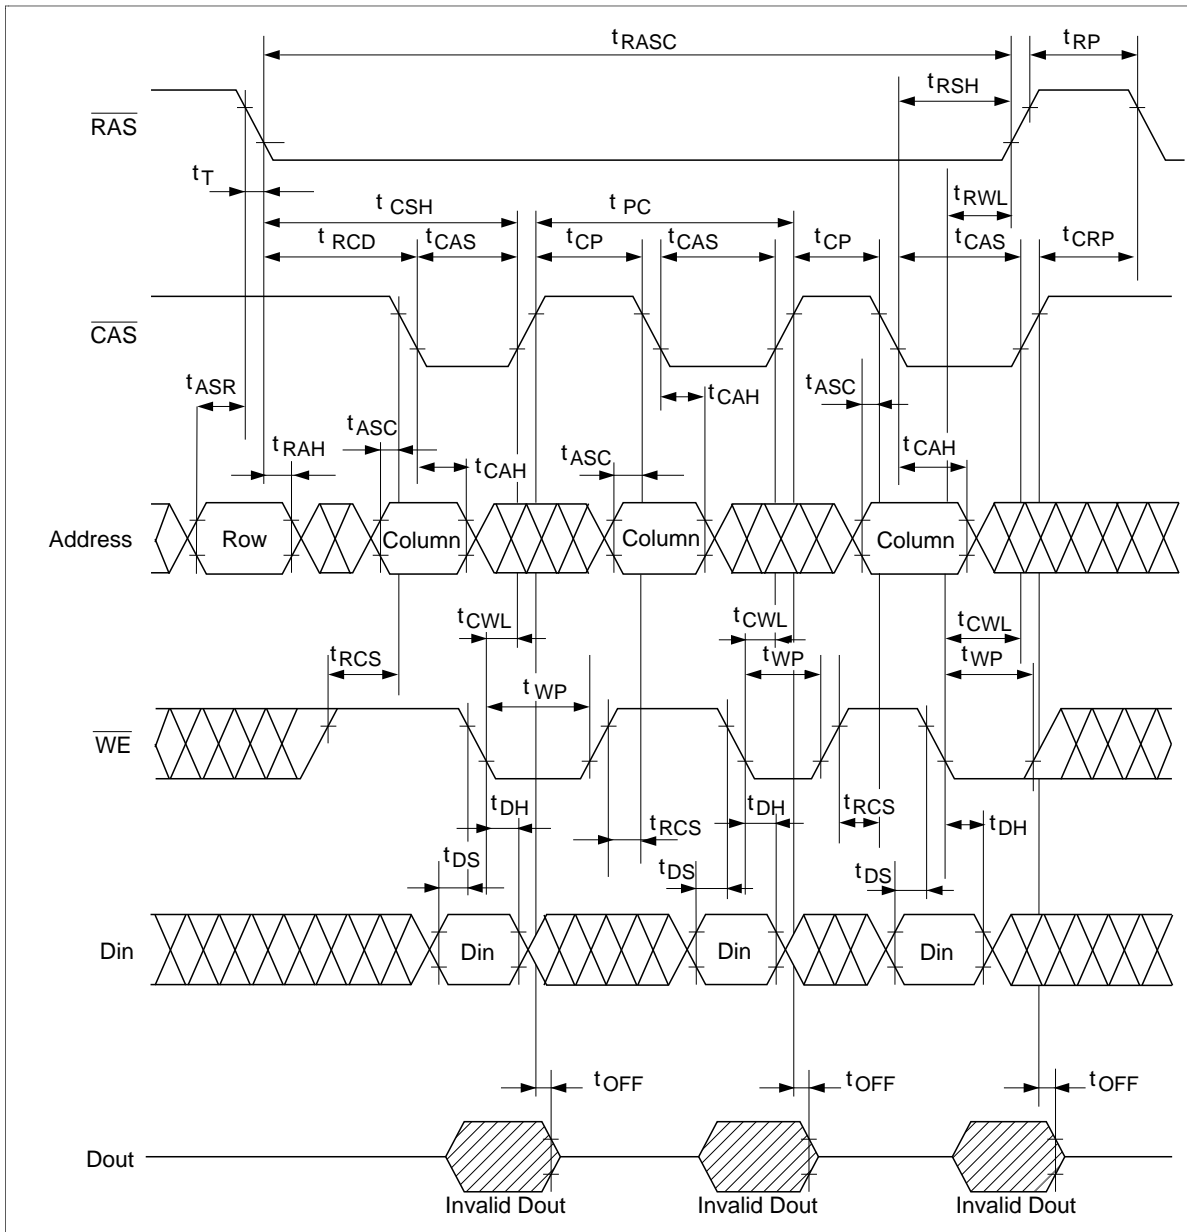 tRASC
tRP
tRSH
RAS
tT
tCSH
tPC
tRWL
tRCD
tCAS
tCP
tCAS
tCP
tCAS
tCRP
CAS
tASR
tCAH
tASC
tASC
tRAH
tCAH
tASC
tCAH
Address
Row
Column
Column
Column
tCWL
tCWL
tCWL
tRCS
tWP
tWP
tWP
WE
tDH
tRCS
tDH
tRCS
tDH
tDS
tDS
tDS
Din
Din
Din
Din
tOFF
tOFF
tOFF
Dout
Invalid Dout
Invalid Dout
Invalid Dout